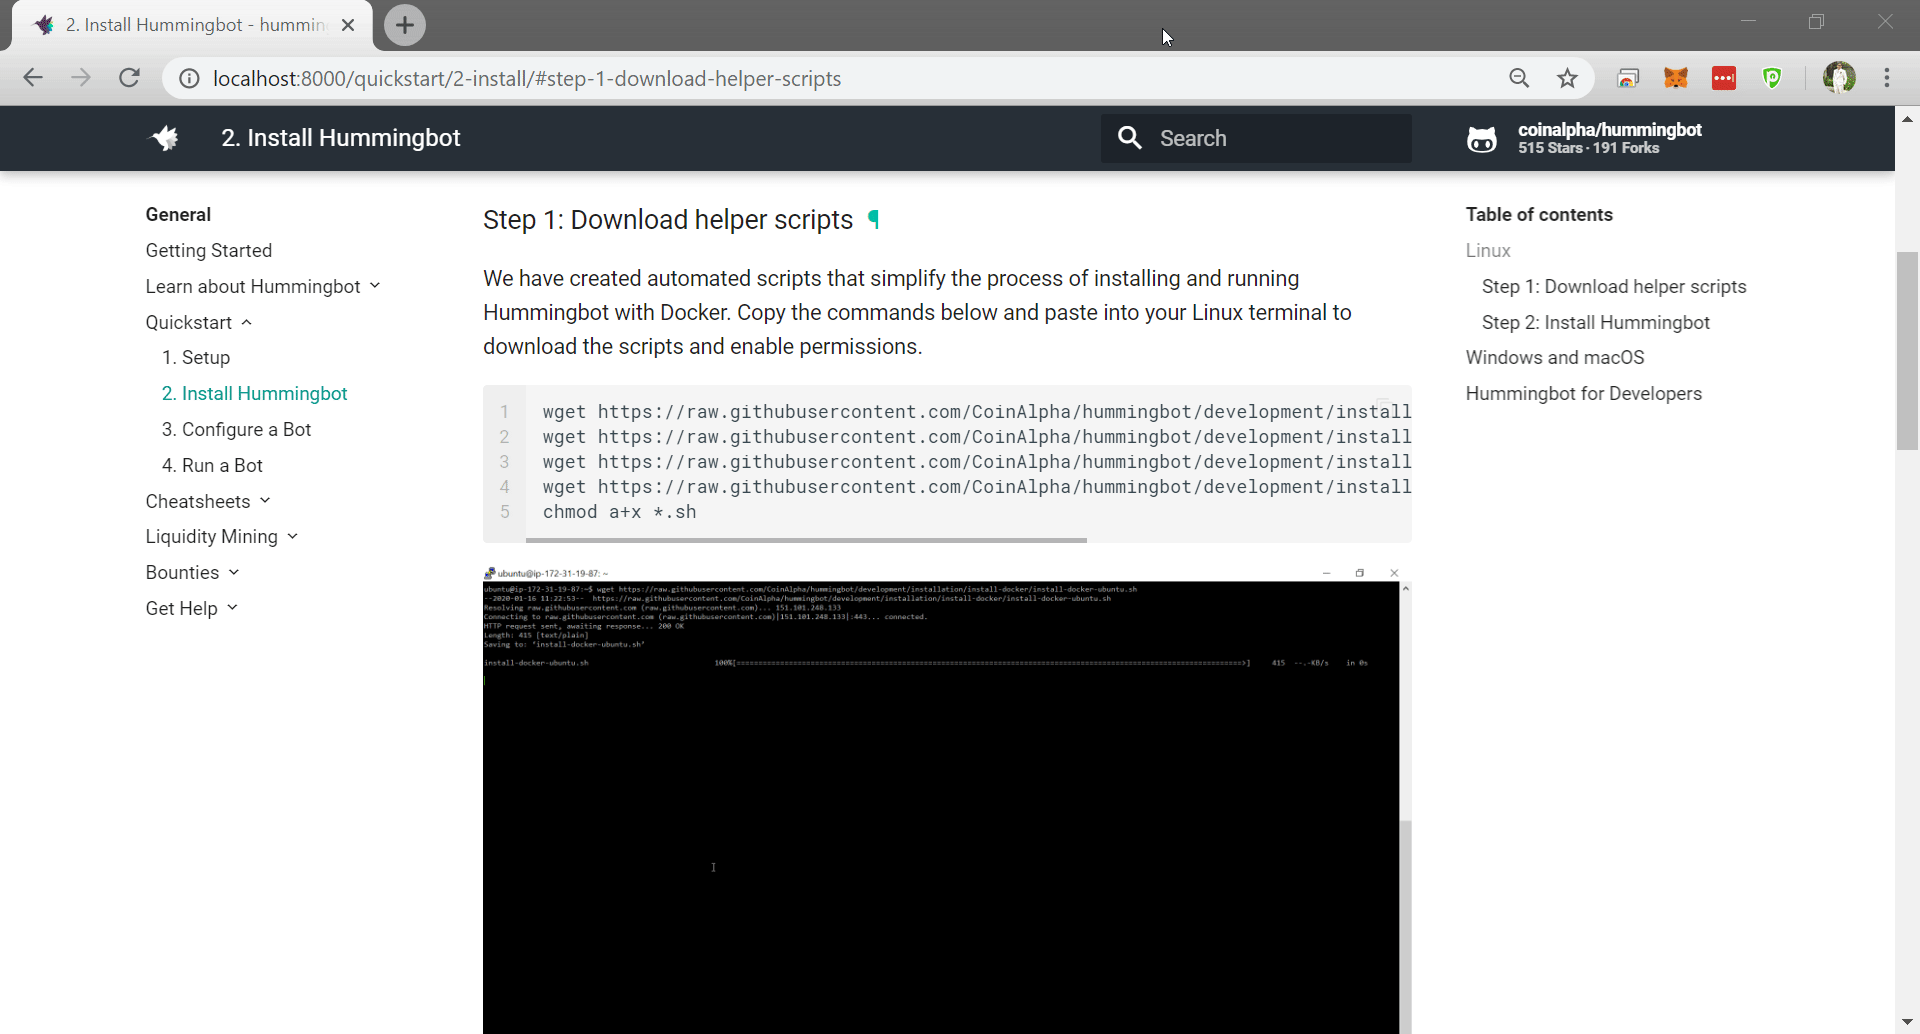 2. Install Hummingbot - hummin
localhost:8000/quickstart/2-install/#step-1-download-helper-scripts
2. Install Hummingbot
Search
coinalpha/hummingbot
515 Stars · 191 Forks
General
Getting Started
Learn about Hummingbot
Quickstart
1. Setup
2. Install Hummingbot
3. Configure a Bot
4. Run a Bot
Cheatsheets
Liquidity Mining
Bounties
Get Help
Step 1: Download helper scripts ¶
We have created automated scripts that simplify the process of installing and running
Hummingbot with Docker. Copy the commands below and paste into your Linux terminal to
download the scripts and enable permissions.
1 wget https://raw.githubusercontent.com/CoinAlpha/hummingbot/development/install
2 wget https://raw.githubusercontent.com/CoinAlpha/hummingbot/development/install
3 wget https://raw.githubusercontent.com/CoinAlpha/hummingbot/development/install
4 wget https://raw.githubusercontent.com/CoinAlpha/hummingbot/development/install
5 chmod a+x *.sh
ubuntu@ip-172-31-19-87: ~
ubuntu@ip-172-31-19-87:~$ wget https://raw.githubusercontent.com/CoinAlpha/hummingbot/development/installation/install-docker/install-docker-ubuntu.sh
--2020-01-16 11:22:53-- https://raw.githubusercontent.com/CoinAlpha/hummingbot/development/installation/install-docker/install-docker-ubuntu.sh
Resolving raw.githubusercontent.com (raw.githubusercontent.com)... 151.101.248.133
Connecting to raw.githubusercontent.com (raw.githubusercontent.com)|151.101.248.133|:443... connected.
HTTP request sent, awaiting response... 200 OK
Length: 415 [text/plain]
Saving to: 'install-docker-ubuntu.sh'
install-docker-ubuntu.sh 100%[=====================>] 415 --.-KB/s in 0s
Table of contents
Linux
Step 1: Download helper scripts
Step 2: Install Hummingbot
Windows and macOS
Hummingbot for Developers